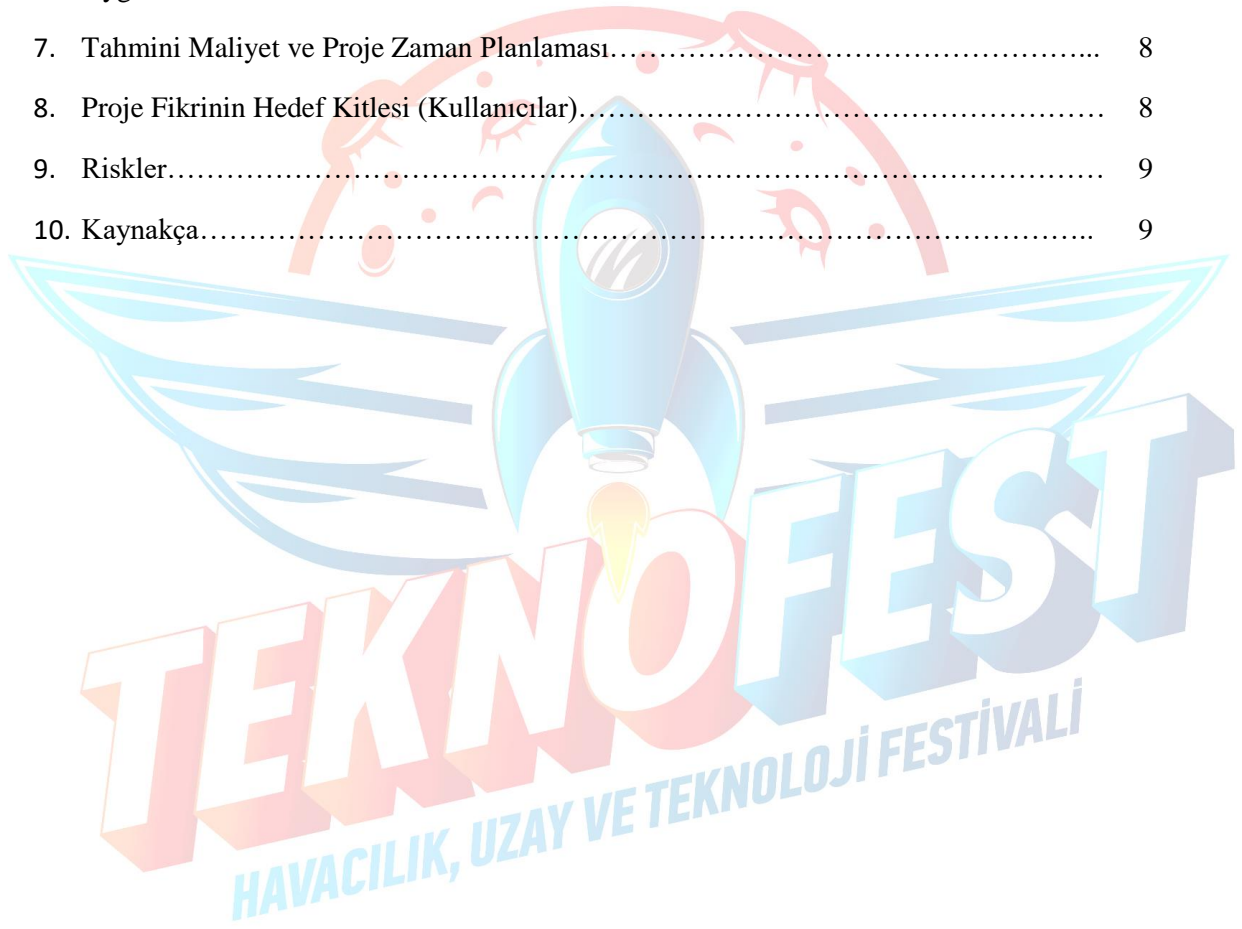 7. Tahmini Maliyet ve Proje Zaman Planlaması…………………………………………... 8
8. Proje Fikrinin Hedef Kitlesi (Kullanıcılar)……………………………………………… 8
9. Riskler…………………………………………………………………………………… 9
10. Kaynakça……………………………………………………………………………….. 9
TEKNOFEST
HAVACILIK, UZAY VE TEKNOLOJİ FESTİVALİ